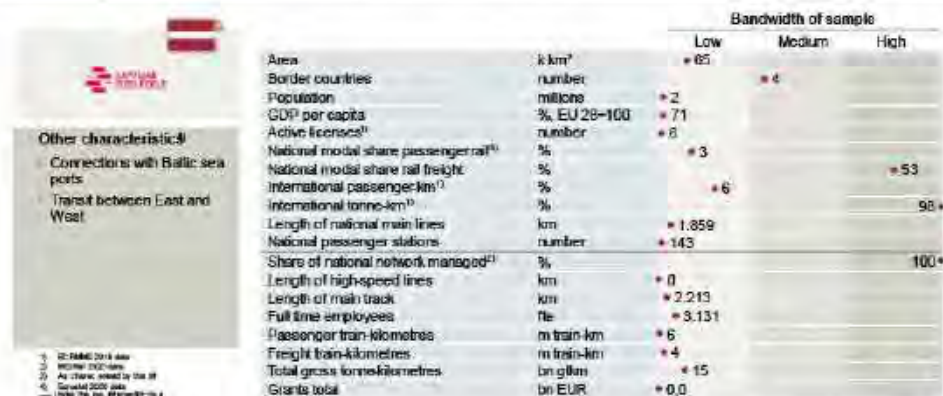 Bandwidth of sample
Low Medium High
Area k km² 65
Border countries number 4
Population millions 2
GDP per capita %, EU 28=100 71
Active licenses number 6
National modal share passenger rail % 3
National modal share rail freight % 53
International passenger-km % 6
International tonne-km % 98
Length of national main lines km 1.859
National passenger stations number 143
Share of national network managed % 100
Length of high-speed lines km 0
Length of main track km 2.213
Full time employees fte
Passenger train-kilometres m train-km 6
Freight train-kilometres m train-km 4
Total gross tonne-kilometres bn gtkm 15
Grants total bn EUR 0,0
Other characteristics
Connections with Baltic sea
ports
Transit between East and
West